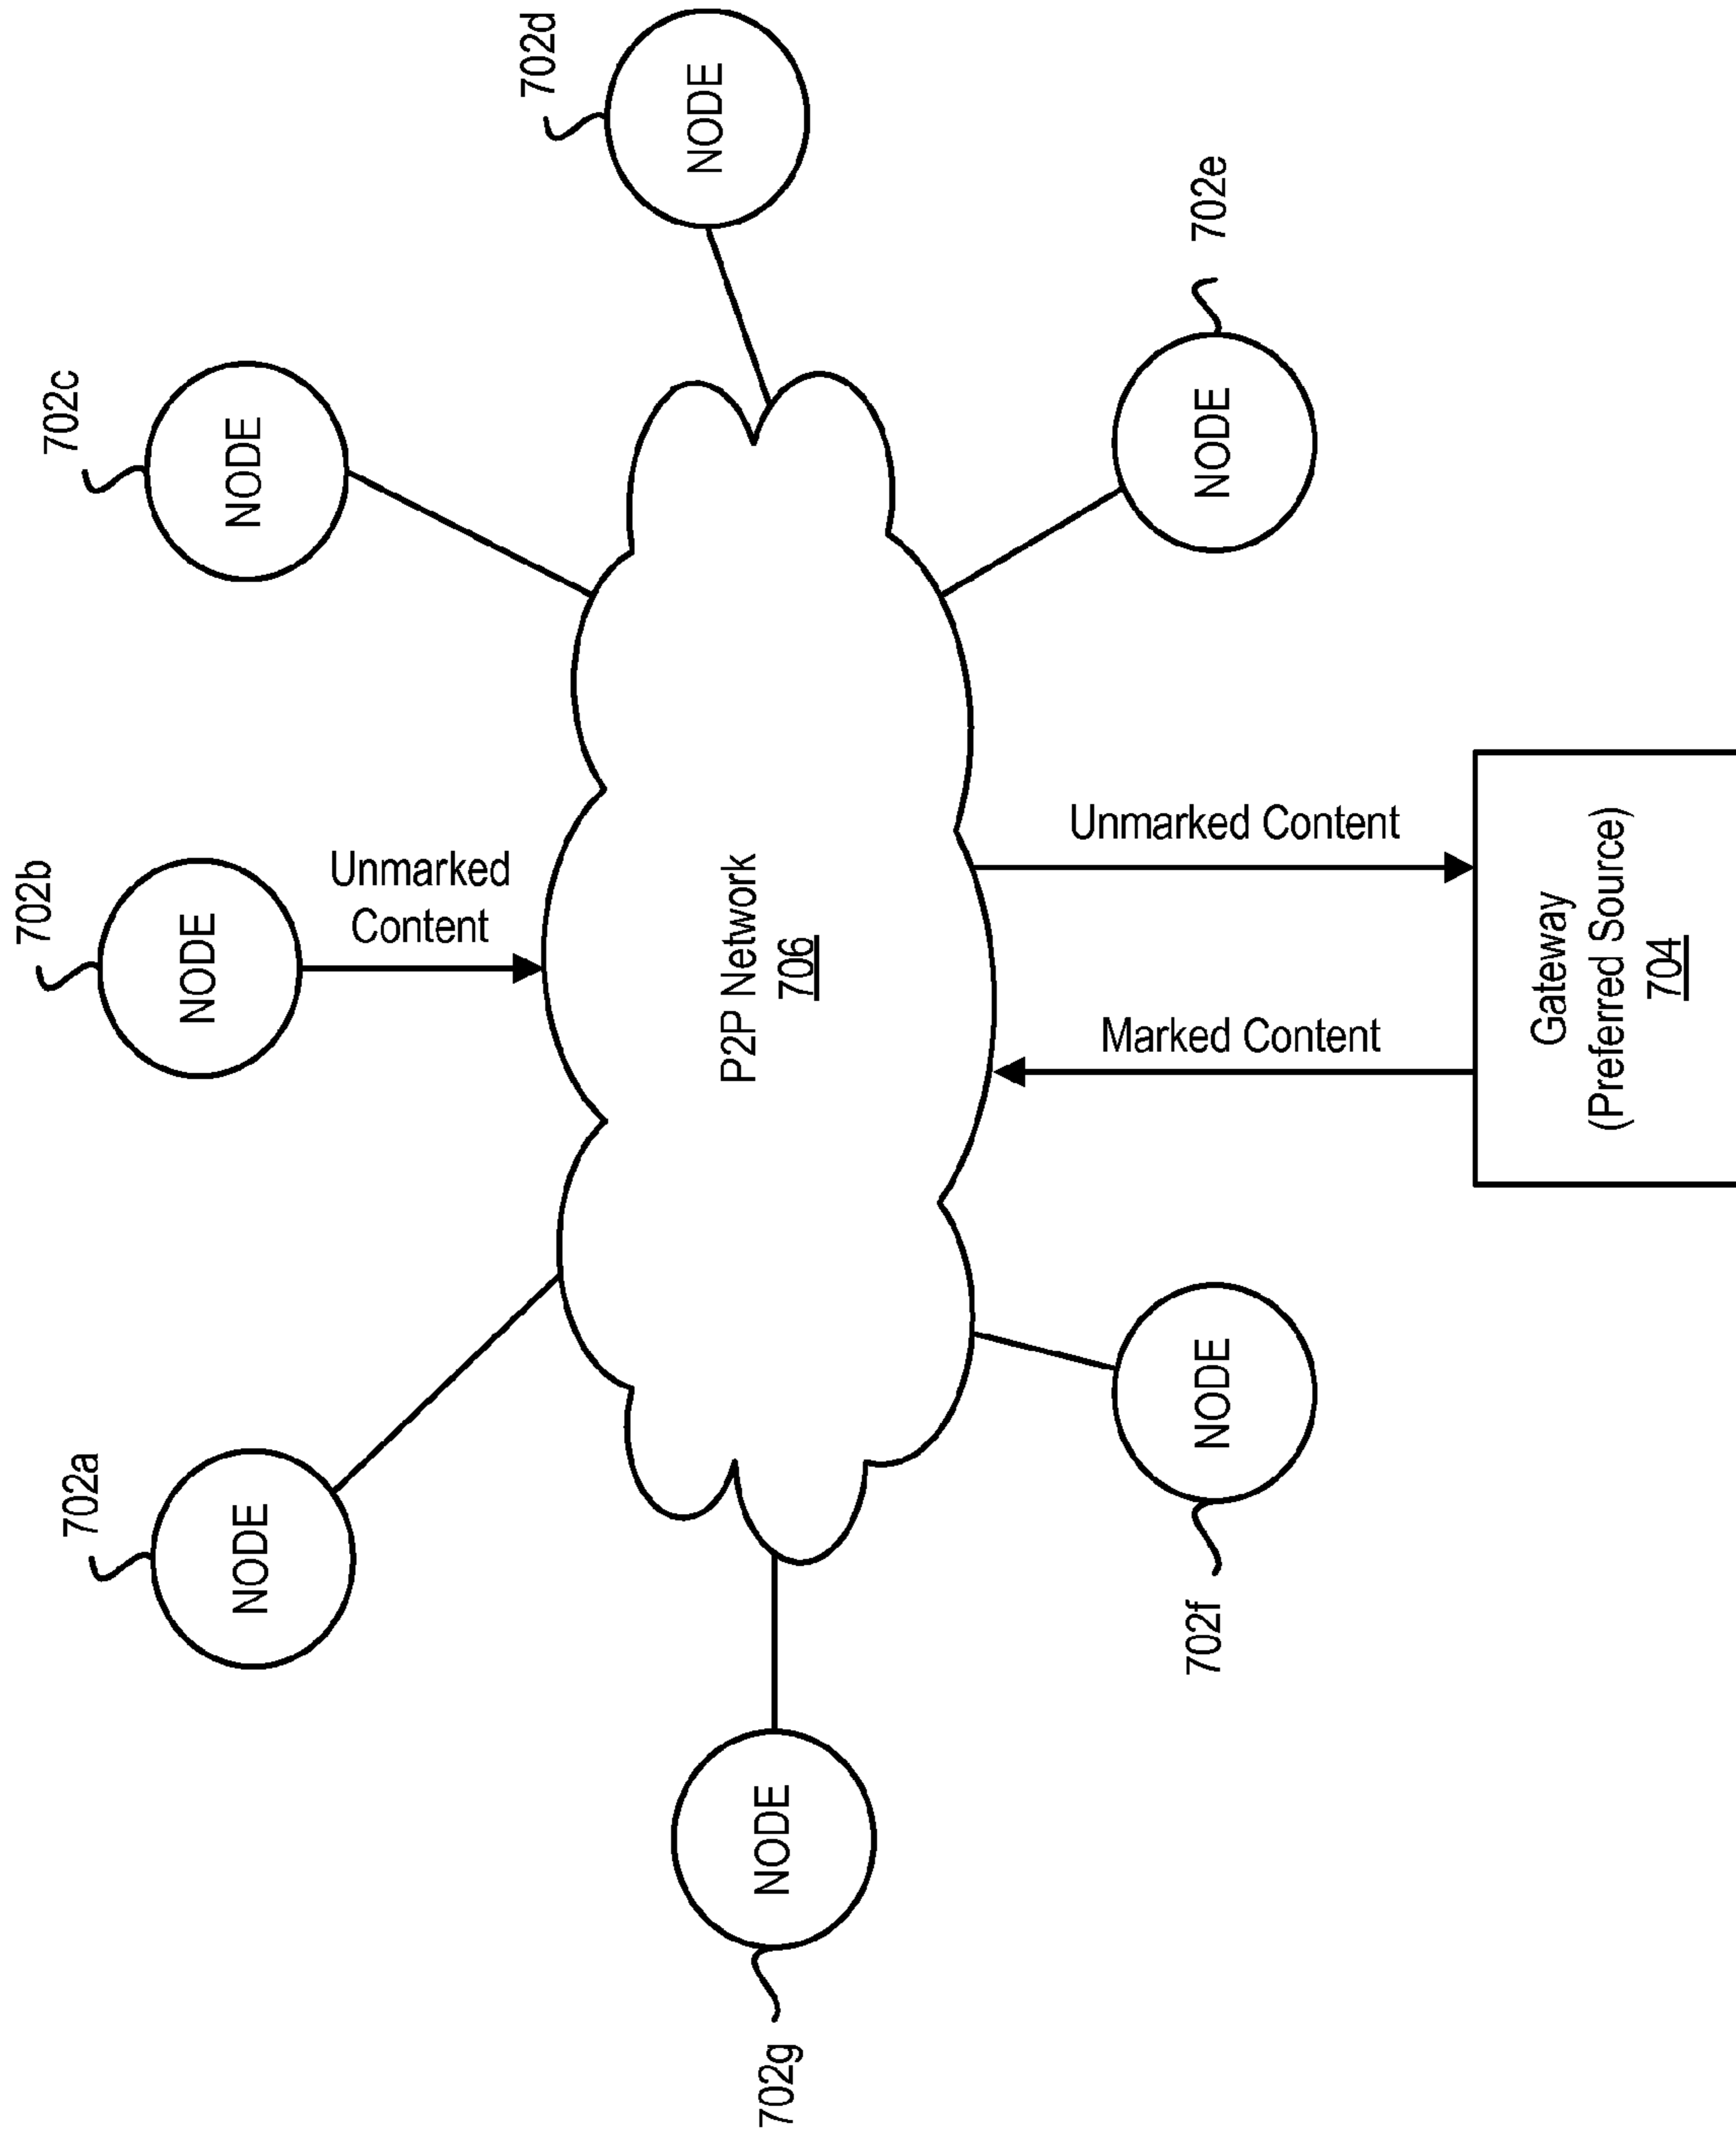 702a
NODE
702b
NODE
702c
NODE
702d
NODE
Unmarked
Content
702g
NODE
P2P Network
706
702f
NODE
702e
NODE
Marked Content
Unmarked Content
Gateway
(Preferred Source)
704